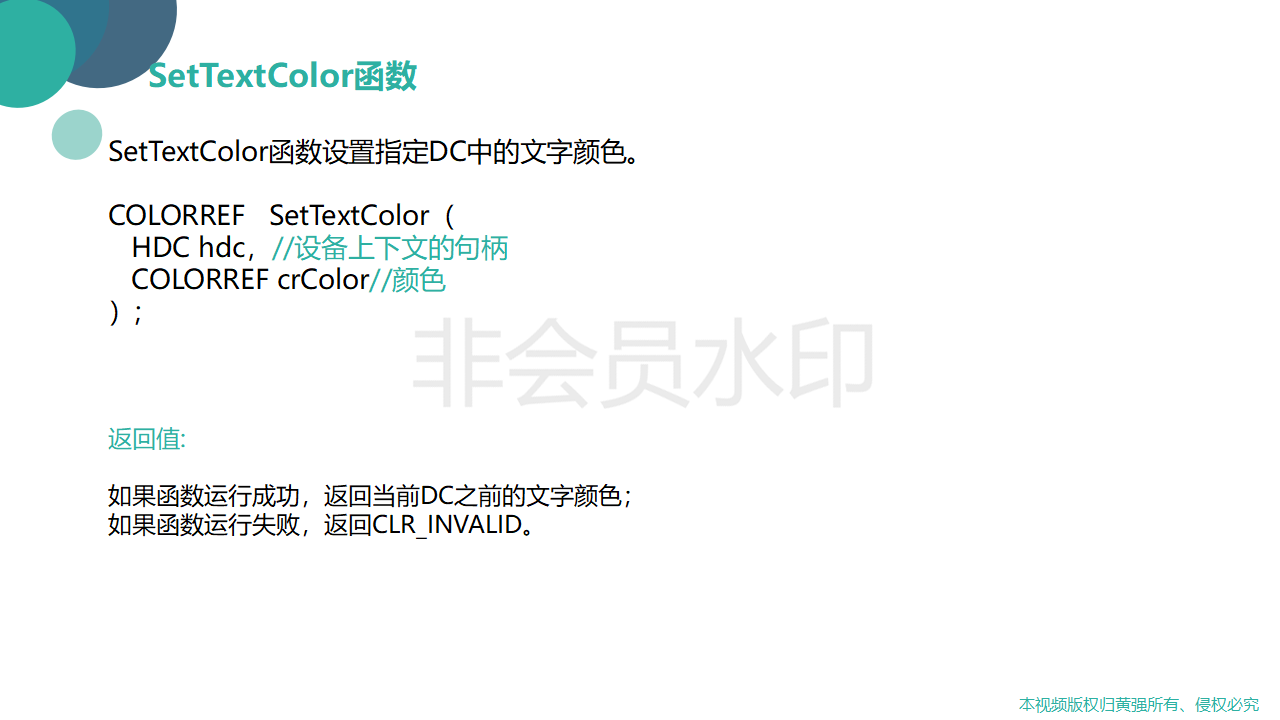 SetTextColor函数
SetTextColor函数设置指定DC中的文字颜色。
COLORREF   SetTextColor（
HDC hdc，//设备上下文的句柄
COLORREF crColor//颜色
）；
非会员水印
返回值:
如果函数运行成功，返回当前DC之前的文字颜色；
如果函数运行失败，返回CLR_INVALID。
本视频版权归黄强所有、侵权必究